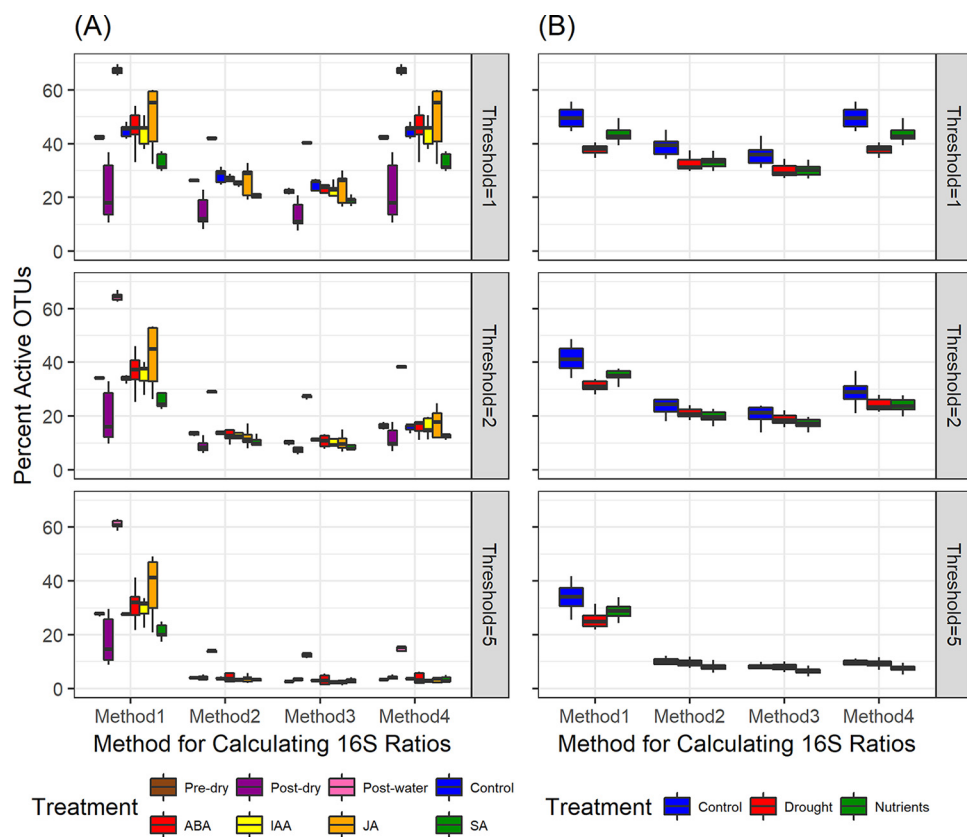 (A)
(B)
Percent Active OTUs
60
40
20
0
Threshold=1
Threshold=1
60
40
20
0
Threshold=2
Threshold=2
60
40
20
0
Threshold=5
Threshold=5
Method1 Method2 Method3 Method4
Method1 Method2 Method3 Method4
Method for Calculating 16S Ratios
Method for Calculating 16S Ratios
Treatment
Pre-dry Post-dry Post-water Control
ABA IAA JA SA
Treatment Control Drought Nutrients